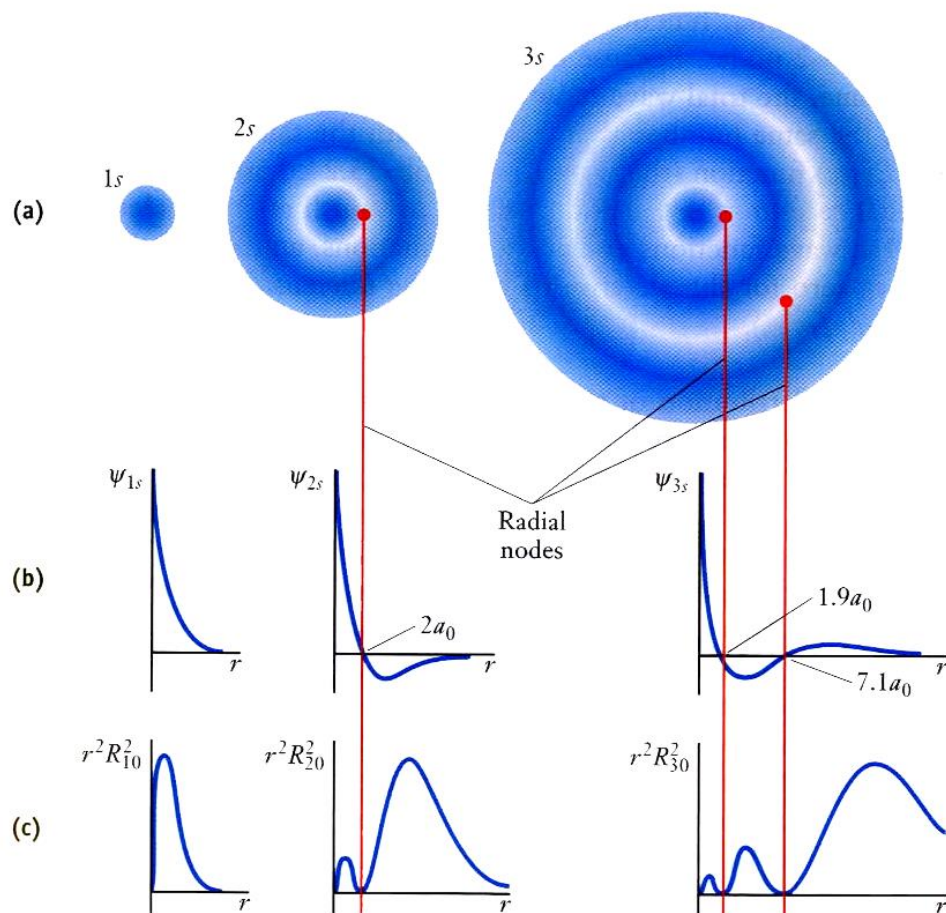 3s
2s
1s
(a)
ψ1s
ψ2s
ψ3s
Radial
nodes
(b)
1.9a0
2a0
r
r
r
7.1a0
r²R²10
r²R²20
r²R²30
(c)
r
r
r